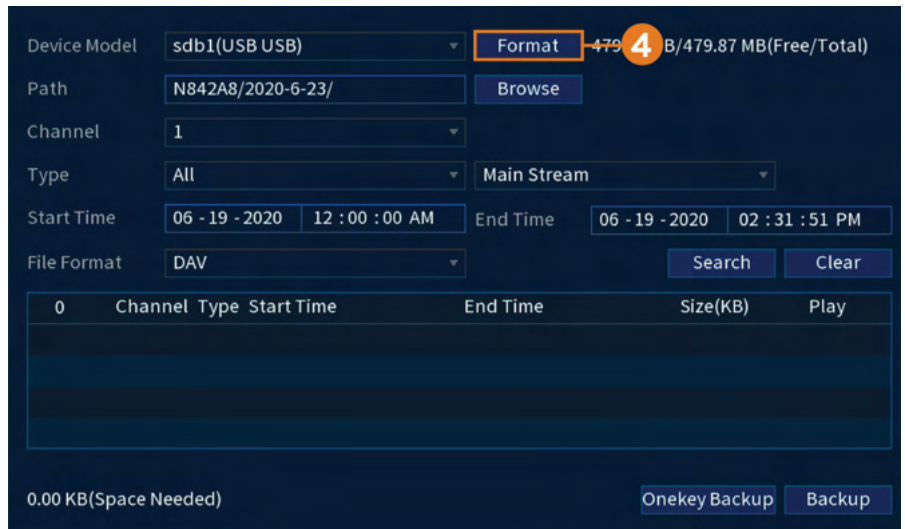 Device Model sdb1(USB USB) Format 479 4 B/479.87 MB(Free/Total)
Path N842A8/2020-6-23/ Browse
Channel 1
Type All Main Stream
Start Time 06 - 19 - 2020 12 : 00 : 00 AM End Time 06 - 19 - 2020 02 : 31 : 51 PM
File Format DAV Search Clear
0 Channel Type Start Time End Time Size(KB) Play
0.00 KB(Space Needed) Onekey Backup Backup